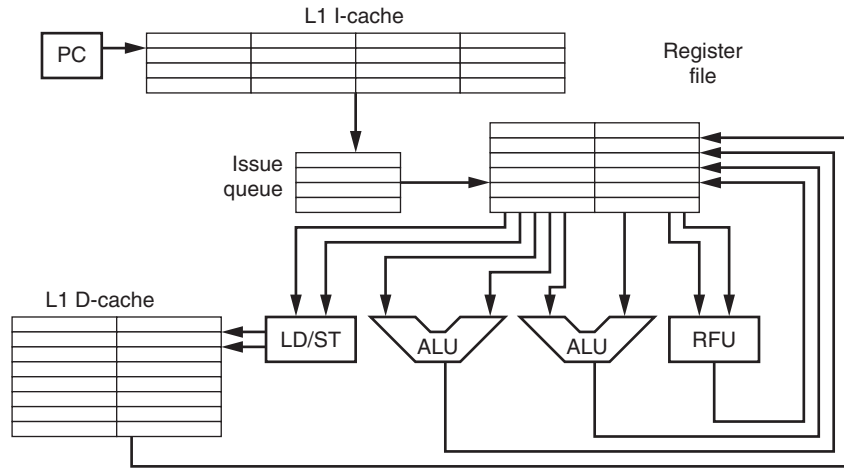 L1 I-cache
PC
Register
file
Issue
queue
L1 D-cache
LD/ST
ALU
ALU
RFU